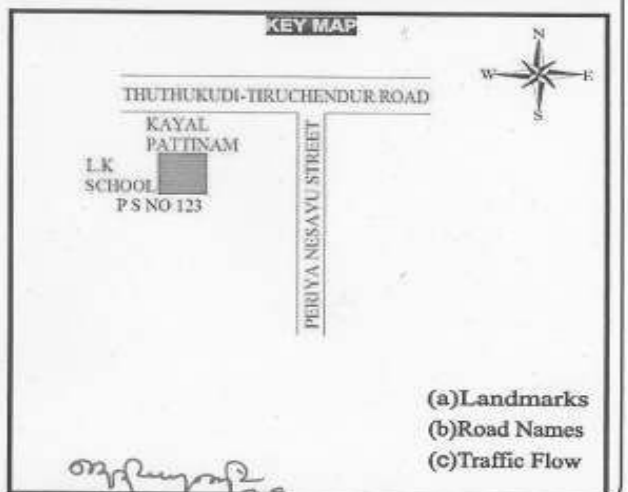 KEY MAP
N
W E
S
THUTHUKUDI-TIRUCHENDUR ROAD
KAYAL
PATTINAM
L.K
SCHOOL
P S NO 123
PERIYA NESAVU STREET
(a)Landmarks
(b)Road Names
(c)Traffic Flow